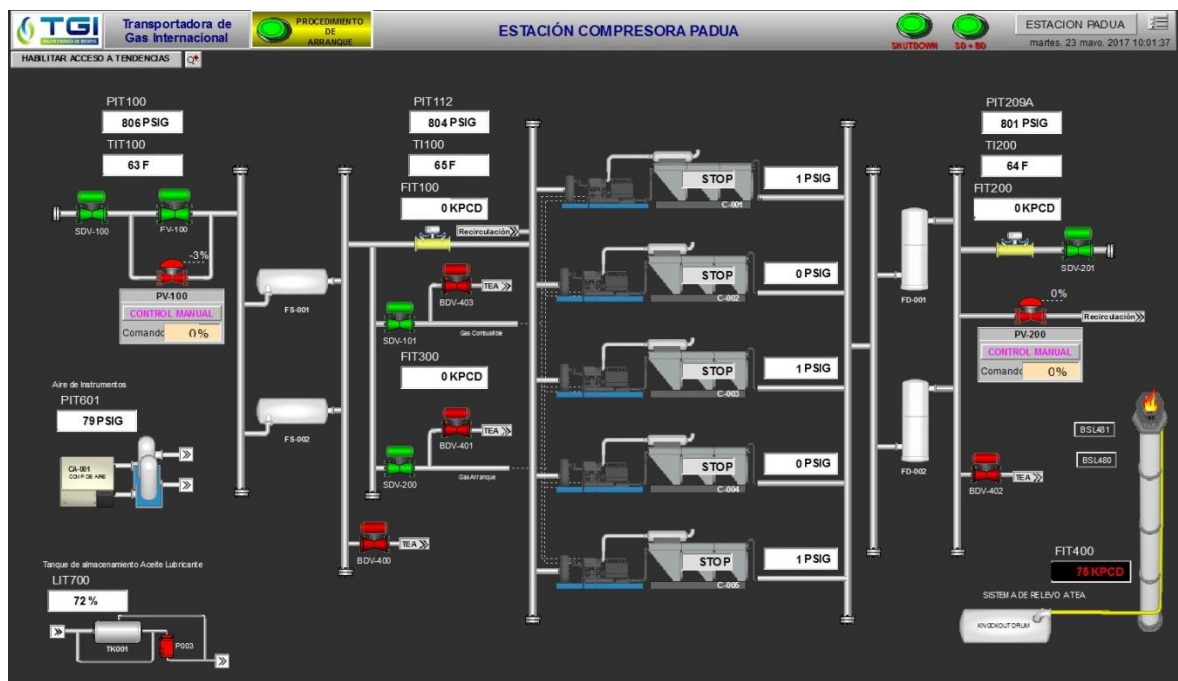 TGI
Transportadora de
Gas Internacional
PROCEDIMIENTO
DE
ARRANQUE
ESTACIÓN COMPRESORA PADUA
SHUTDOWN
SD + BD
ESTACION PADUA
martes, 23 mayo, 2017 10:01:37
HABILITAR ACCESO A TENDENCIAS
PIT100
806 PSIG
TIT100
63 F
SDV-100
FV-100
-3%
PV-100
CONTROL MANUAL
Comando
0%
FS-001
FS-002
Aire de Instrumentos
PIT601
79 PSIG
CA-001
COMP DE AIRE
Tanque de almacenamiento Aceite Lubricante
LIT700
72 %
TK001
P003
PIT112
804 PSIG
TI100
65 F
FIT100
0 KPCD
Recirculación
BDV-403
TEA
SDV-101
Gas Combustible
FIT300
0 KPCD
BDV-401
TEA
SDV-200
Gas Arranque
BDV-400
TEA
STOP
1 PSIG
C-001
STOP
0 PSIG
C-002
STOP
1 PSIG
C-003
STOP
0 PSIG
C-004
STOP
1 PSIG
C-005
FD-001
FD-002
PIT209A
801 PSIG
TI200
64 F
FIT200
0 KPCD
SDV-201
0%
Recirculación
PV-200
CONTROL MANUAL
Comando
0%
BSL481
BSL480
BDV-402
TEA
FIT400
75 KPCD
SISTEMA DE RELEVO A TEA
KNOCKOUT DRUM